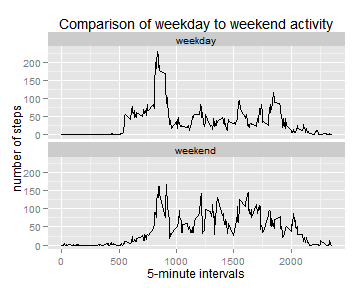 Comparison of weekday to weekend activity
weekday
200
150
100
50
0
number of steps
weekend
200
150
100
50
0
0 500 1000 1500 2000
5-minute intervals